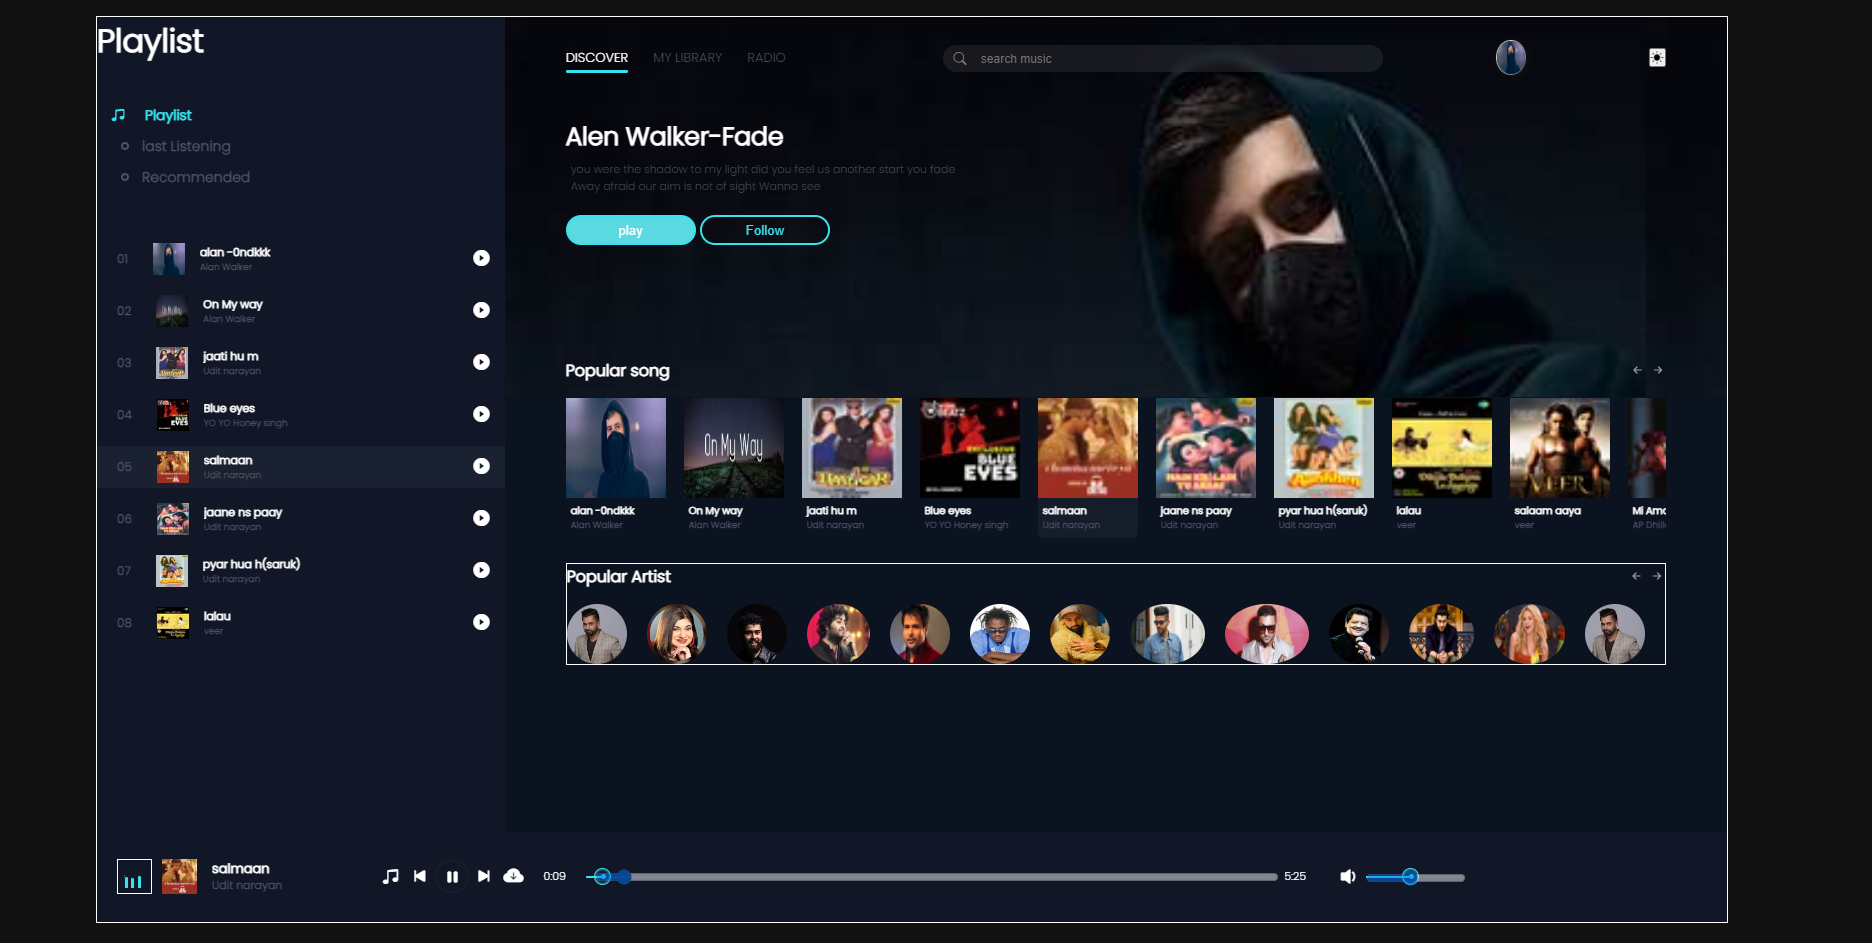 Playlist
Playlist
last Listening
Recommended
01
alan -0ndkkk
Alan Walker
02
On My way
Alan Walker
03
jaati hu m
Udit narayan
04
Blue eyes
YO YO Honey singh
05
salmaan
Udit narayan
06
jaane ns paay
Udit narayan
07
pyar hua h(saruk)
Udit narayan
08
lalau
veer
DISCOVER MY LIBRARY RADIO
search music
Alen Walker-Fade
you were the shadow to my light did you feel us another start you fade
Away afraid our aim is not of sight Wanna see
play Follow
Popular song
On My Way
BLUE
EYES
VEER
alan -0ndkkk
Alan Walker
On My way
Alan Walker
jaati hu m
Udit narayan
Blue eyes
YO YO Honey singh
salmaan
Udit narayan
jaane ns paay
Udit narayan
pyar hua h(saruk)
Udit narayan
lalau
veer
salaam aaya
veer
Mi Am
AP Dhill
Popular Artist
salmaan
Udit narayan
0:09
5:25